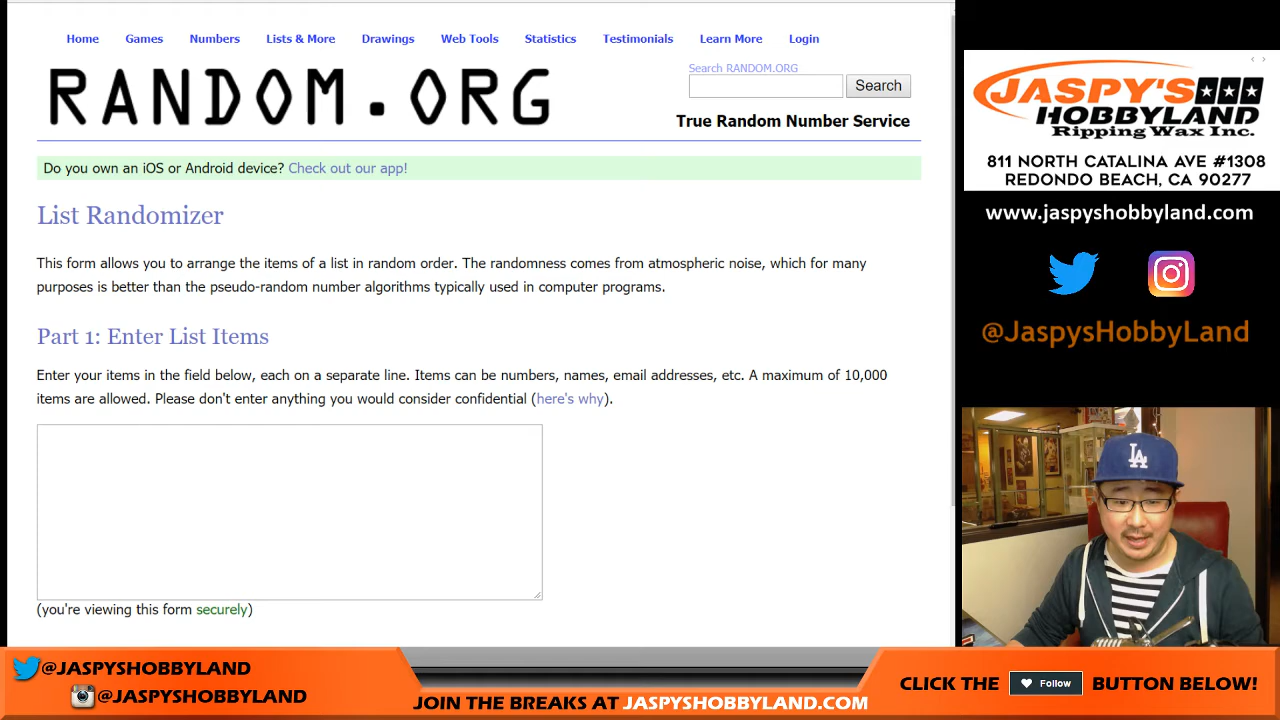 Home Games Numbers Lists & More Drawings Web Tools Statistics Testimonials Learn More Login
RANDOM.ORG
Search RANDOM.ORG
Search
True Random Number Service
Do you own an iOS or Android device? Check out our app!
List Randomizer
This form allows you to arrange the items of a list in random order. The randomness comes from atmospheric noise, which for many
purposes is better than the pseudo-random number algorithms typically used in computer programs.
Part 1: Enter List Items
Enter your items in the field below, each on a separate line. Items can be numbers, names, email addresses, etc. A maximum of 10,000
items are allowed. Please don't enter anything you would consider confidential (here's why).
(you're viewing this form securely)
JASPY'S
HOBBYLAND
Ripping Wax Inc.
811 NORTH CATALINA AVE #1308
REDONDO BEACH, CA 90277
www.jaspyshobbyland.com
@JaspysHobbyLand
LA
@JASPYSHOBBYLAND
@JASPYSHOBBYLAND
JOIN THE BREAKS AT JASPYSHOBBYLAND.COM
CLICK THE Follow BUTTON BELOW!